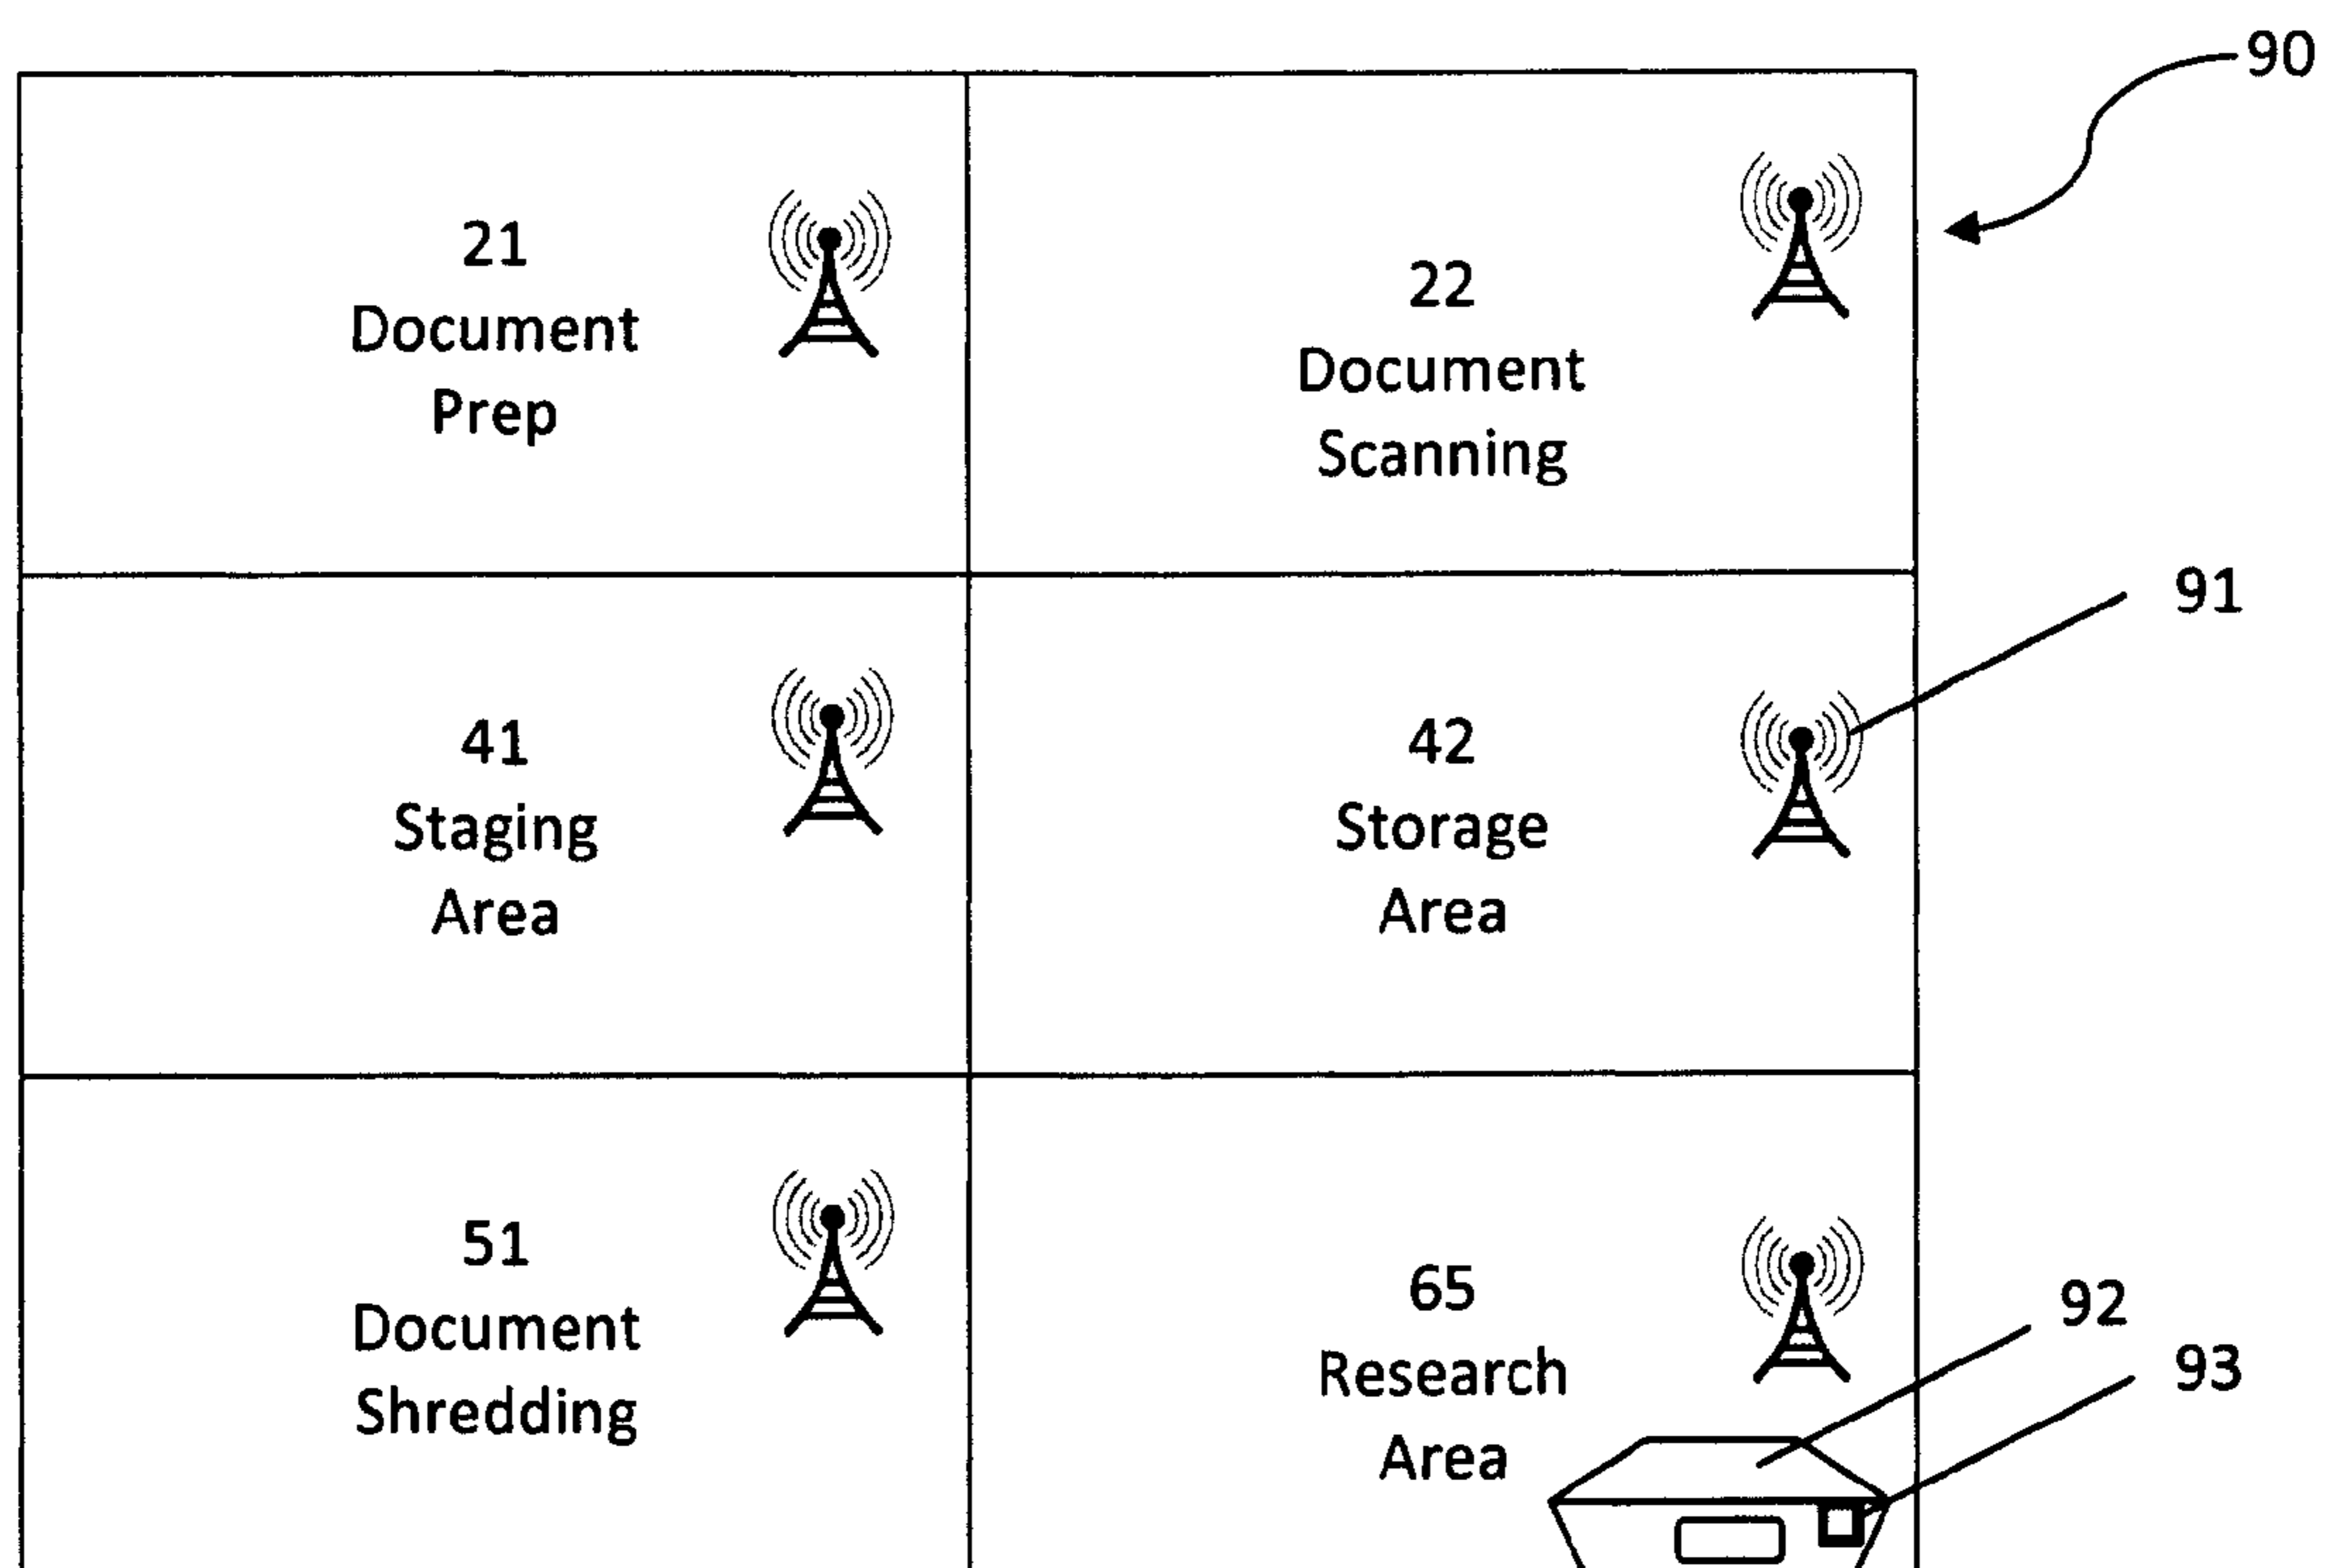 90
21
Document
Prep
22
Document
Scanning
91
41
Staging
Area
42
Storage
Area
51
Document
Shredding
65
Research
Area
92
93